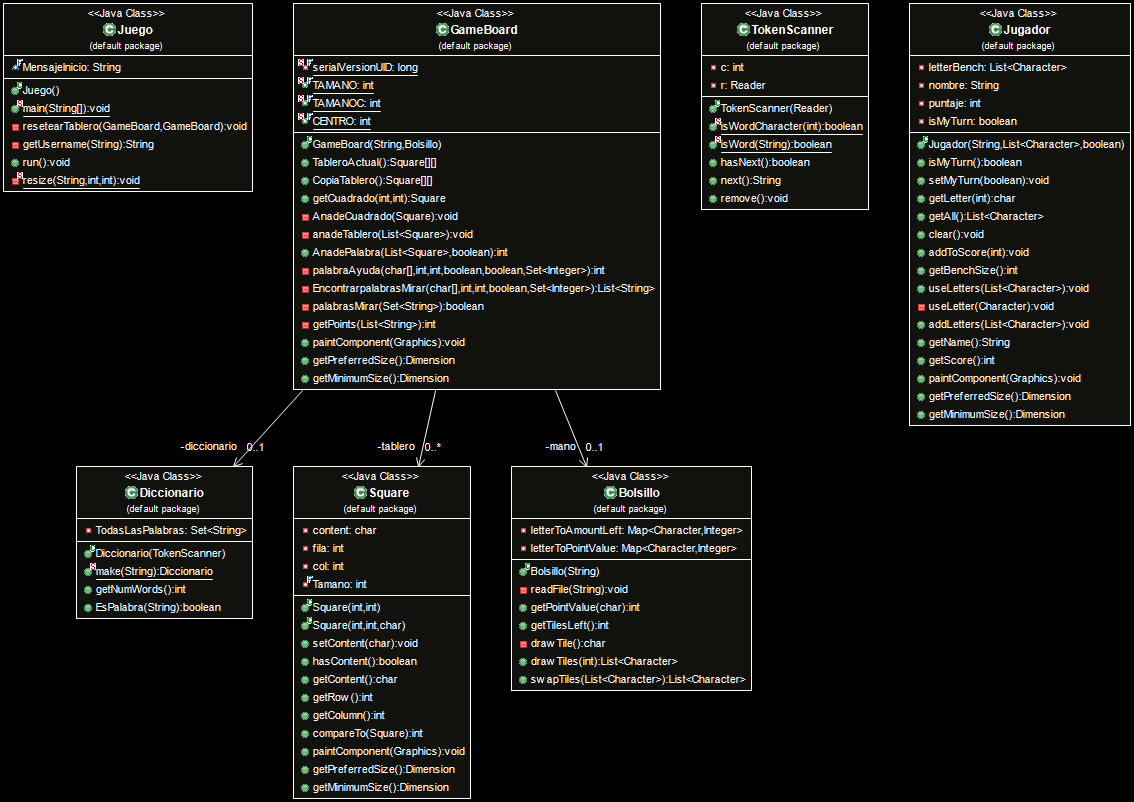 <<Java Class>>
Juego
(default package)
MensajeInicio: String
Juego()
main(String[]):void
resetearTablero(GameBoard,GameBoard):void
getUsername(String):String
run():void
resize(String,int,int):void
<<Java Class>>
GameBoard
(default package)
serialVersionUID: long
TAMANO: int
TAMANOC: int
CENTRO: int
GameBoard(String,Bolsillo)
TableroActual():Square[][]
CopiaTablero():Square[][]
getCuadrado(int,int):Square
AnadeCuadrado(Square):void
anadeTablero(List<Square>):void
AnadePalabra(List<Square>,boolean):int
palabraAyuda(char[],int,int,boolean,boolean,Set<Integer>):int
EncontrarpalabrasMirar(char[],int,int,boolean,Set<Integer>):List<String>
palabrasMirar(Set<String>):boolean
getPoints(List<String>):int
paintComponent(Graphics):void
getPreferredSize():Dimension
getMinimumSize():Dimension
<<Java Class>>
TokenScanner
(default package)
c: int
r: Reader
TokenScanner(Reader)
isWordCharacter(int):boolean
isWord(String):boolean
hasNext():boolean
next():String
remove():void
<<Java Class>>
Jugador
(default package)
letterBench: List<Character>
nombre: String
puntaje: int
isMyTurn: boolean
Jugador(String,List<Character>,boolean)
isMyTurn():boolean
setMyTurn(boolean):void
getLetter(int):char
getAll():List<Character>
clear():void
addToScore(int):void
getBenchSize():int
useLetters(List<Character>):void
useLetter(Character):void
addLetters(List<Character>):void
getName():String
getScore():int
paintComponent(Graphics):void
getPreferredSize():Dimension
getMinimumSize():Dimension
-diccionario 0..1
-tablero 0..*
-mano 0..1
<<Java Class>>
Diccionario
(default package)
TodasLasPalabras: Set<String>
Diccionario(TokenScanner)
make(String):Diccionario
getNumWords():int
EsPalabra(String):boolean
<<Java Class>>
Square
(default package)
content: char
fila: int
col: int
Tamano: int
Square(int,int)
Square(int,int,char)
setContent(char):void
hasContent():boolean
getContent():char
getRow():int
getColumn():int
compareTo(Square):int
paintComponent(Graphics):void
getPreferredSize():Dimension
getMinimumSize():Dimension
<<Java Class>>
Bolsillo
(default package)
letterToAmountLeft: Map<Character,Integer>
letterToPointValue: Map<Character,Integer>
Bolsillo(String)
readFile(String):void
getPointValue(char):int
getTilesLeft():int
drawTile():char
drawTiles(int):List<Character>
swapTiles(List<Character>):List<Character>